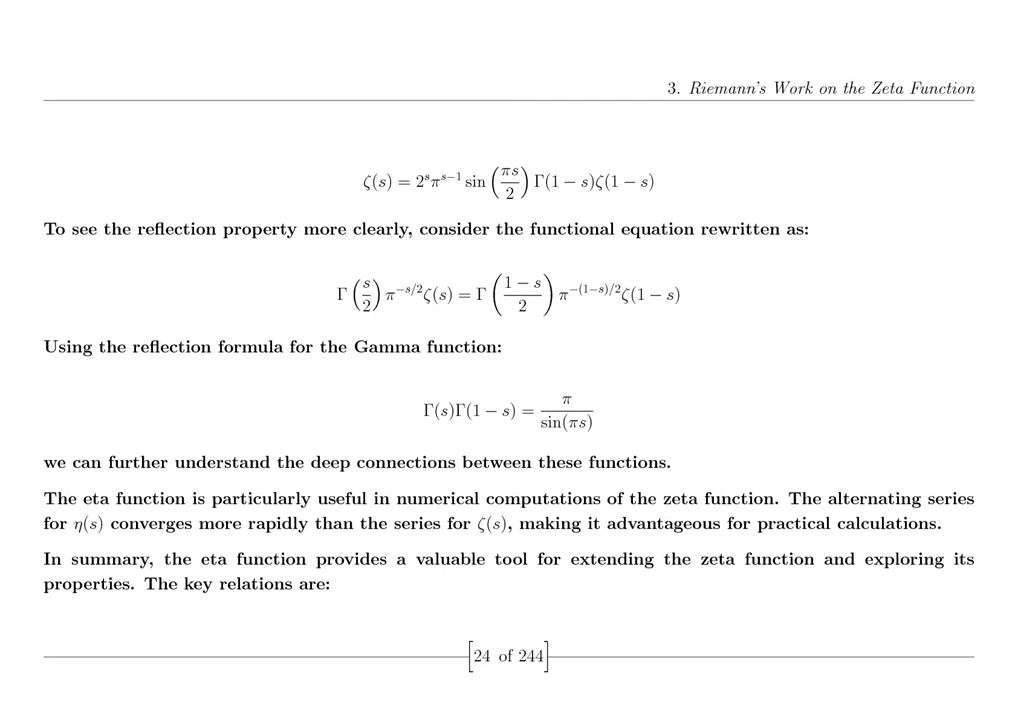 3. Riemann's Work on the Zeta Function
ζ(s) = 2^s π^{s−1} sin (πs/2) Γ(1 − s)ζ(1 − s)
To see the reflection property more clearly, consider the functional equation rewritten as:
Γ (s/2) π^{−s/2} ζ(s) = Γ ((1 − s)/2) π^{−(1−s)/2} ζ(1 − s)
Using the reflection formula for the Gamma function:
Γ(s)Γ(1 − s) = π/sin(πs)
we can further understand the deep connections between these functions.
The eta function is particularly useful in numerical computations of the zeta function. The alternating series
for η(s) converges more rapidly than the series for ζ(s), making it advantageous for practical calculations.
In summary, the eta function provides a valuable tool for extending the zeta function and exploring its
properties. The key relations are:
[24 of 244]